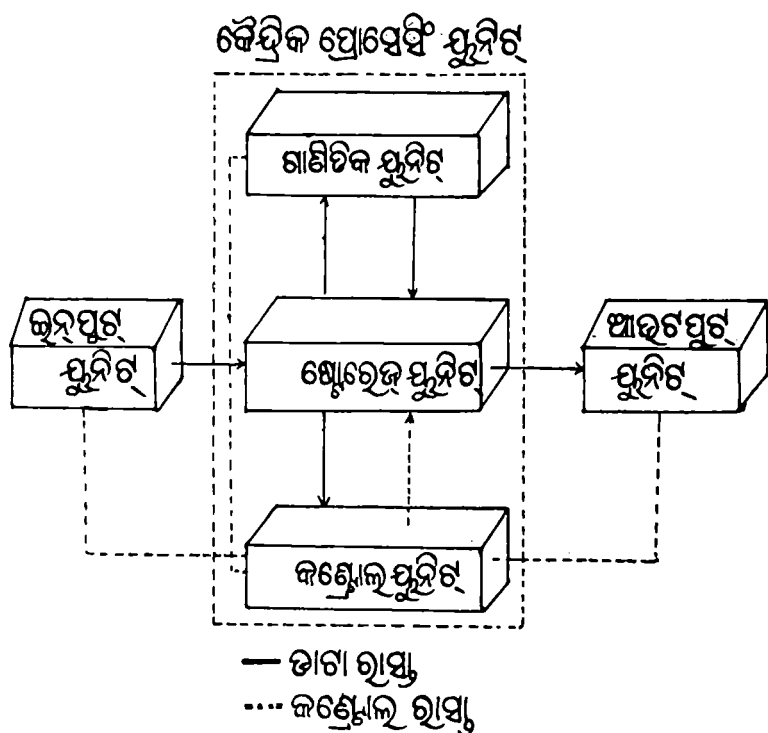 କୈନ୍ଦ୍ରିକ ପ୍ରୋସେସିଂ ୟୁନିଟ୍
ଗାଣିତିକ ୟୁନିଟ୍
ଇନ୍‌ପୁଟ୍
ୟୁନିଟ୍
ଷ୍ଟୋରେଜ୍ ୟୁନିଟ୍
ଆଉଟପୁଟ୍
ୟୁନିଟ୍
କଣ୍ଟ୍ରୋଲ ୟୁନିଟ୍
ଡାଟା ରାସ୍ତା
କଣ୍ଟ୍ରୋଲ ରାସ୍ତା